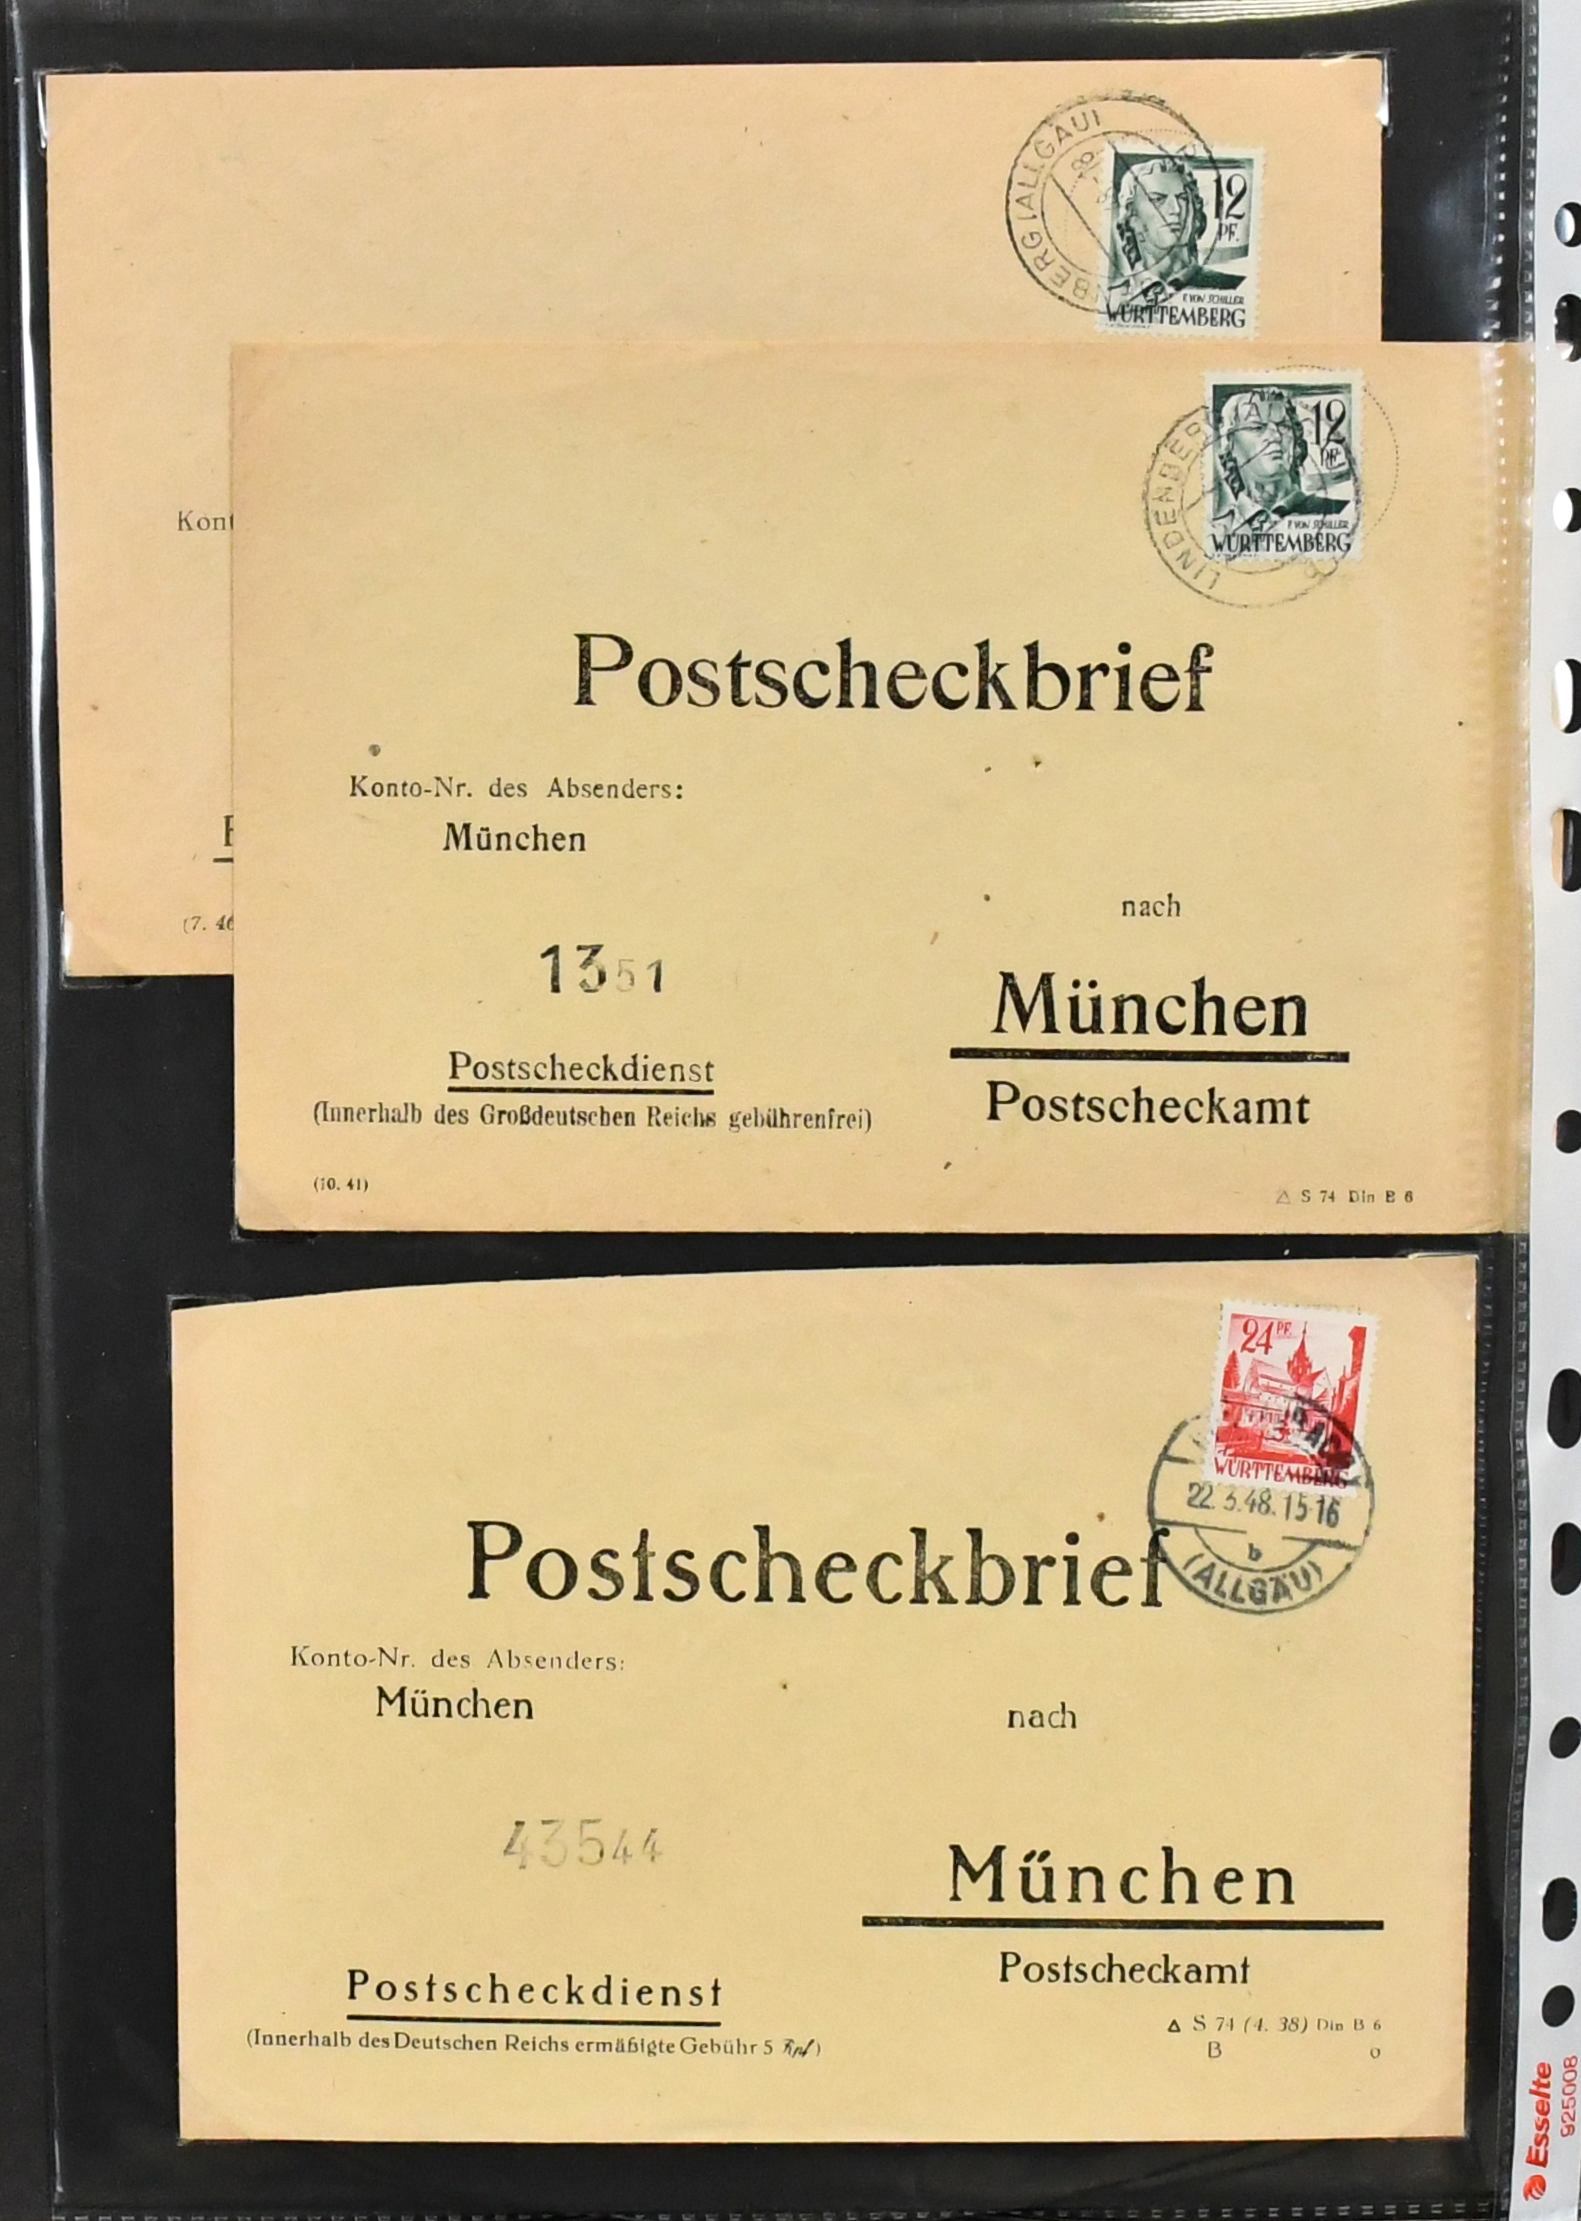 (ALLGÄU)
12
PF.
F. VON SCHILLER
WÜRTTEMBERG
12
PF.
F. VON SCHILLER
WÜRTTEMBERG
LINDENBERG
Kont
(7. 46
Postscheckbrief
Konto-Nr. des Absenders:
München
nach
1351
München
Postscheckdienst
Postscheckamt
(Innerhalb des Großdeutschen Reichs gebührenfrei)
(10. 41)
△ S 74 Din B 6
24 PF.
WÜRTTEMBERG
22.3.48.15-16
b
(ALLGÄU)
Postscheckbrief
Konto-Nr. des Absenders:
München
nach
43544
München
Postscheckdienst
Postscheckamt
(Innerhalb des Deutschen Reichs ermäßigte Gebühr 5 Rpf)
△ S 74 (4. 38) Din B 6
B o
Esselte
925008